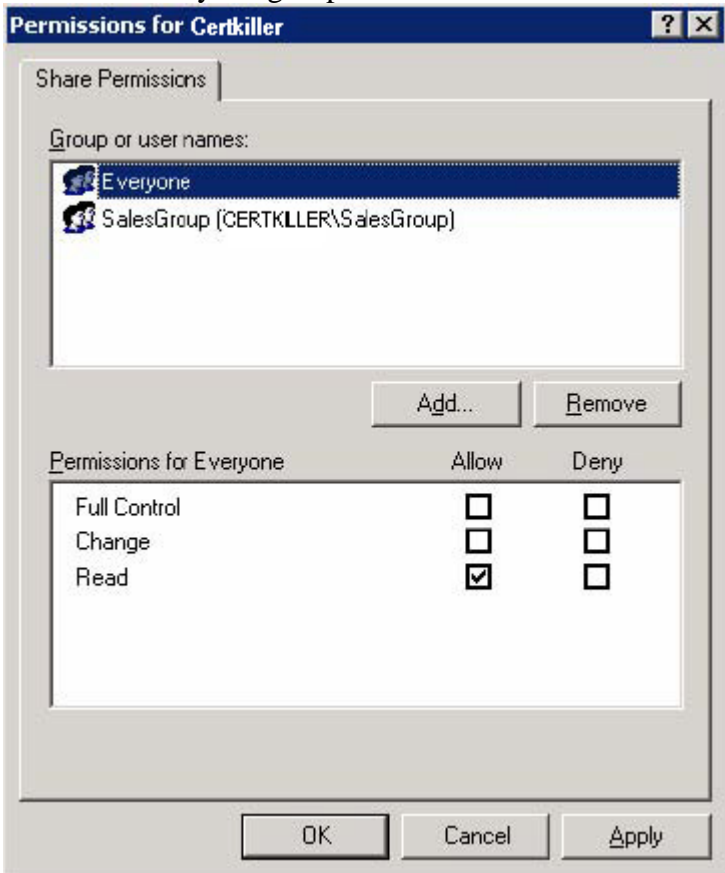 Permissions for Certkiller
Share Permissions
Group or user names:
Everyone
SalesGroup (CERTKLLER\SalesGroup)
Add... Remove
Permissions for Everyone Allow Deny
Full Control
Change
Read
OK Cancel Apply